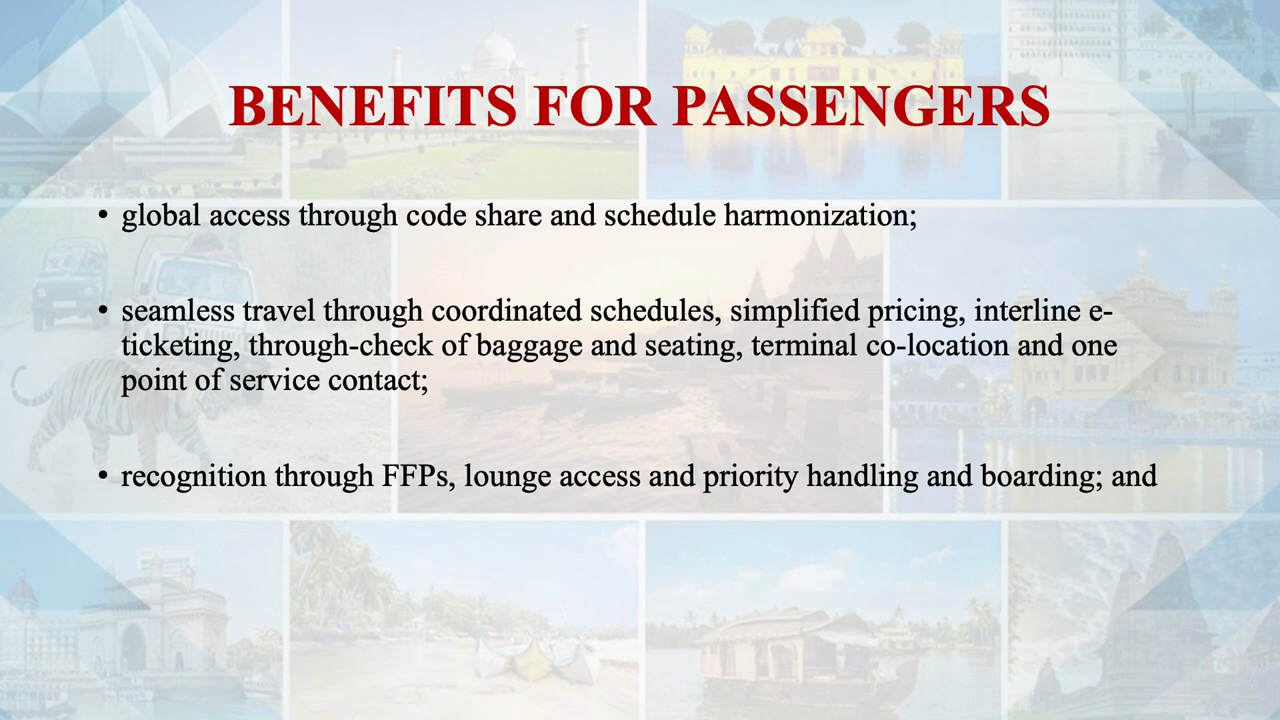 BENEFITS FOR PASSENGERS
• global access through code share and schedule harmonization;
• seamless travel through coordinated schedules, simplified pricing, interline e-
ticketing, through-check of baggage and seating, terminal co-location and one
point of service contact;
• recognition through FFPs, lounge access and priority handling and boarding; and